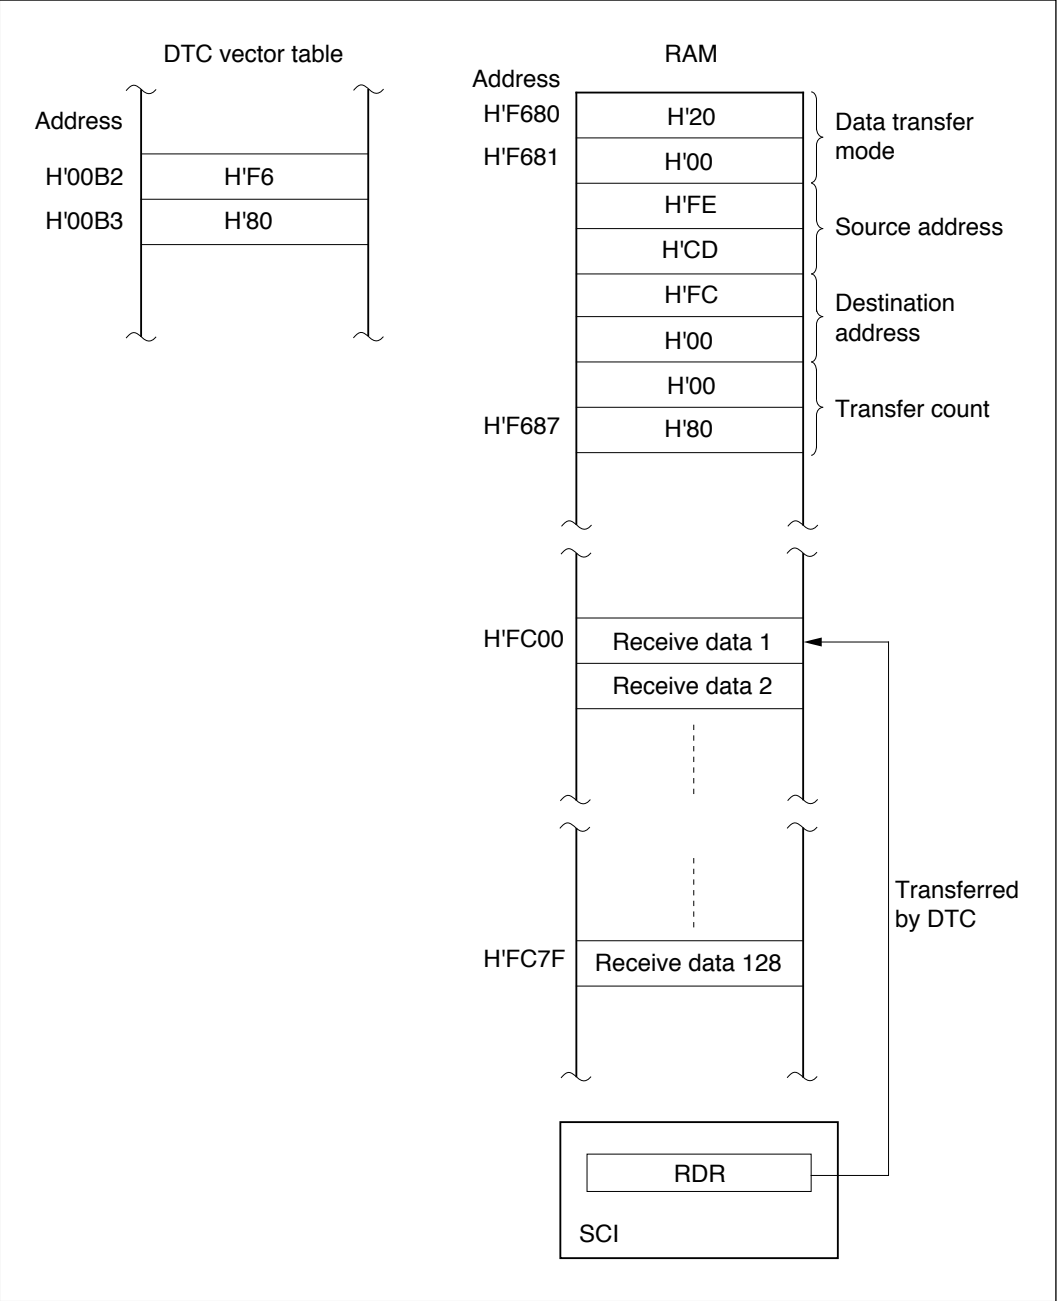 DTC vector table
Address
H'00B2
H'F6
H'00B3
H'80
RAM
Address
H'F680
H'20
Data transfer
mode
H'F681
H'00
H'FE
Source address
H'CD
H'FC
Destination
address
H'00
H'00
Transfer count
H'F687
H'80
H'FC00
Receive data 1
Receive data 2
Transferred
by DTC
H'FC7F
Receive data 128
RDR
SCI